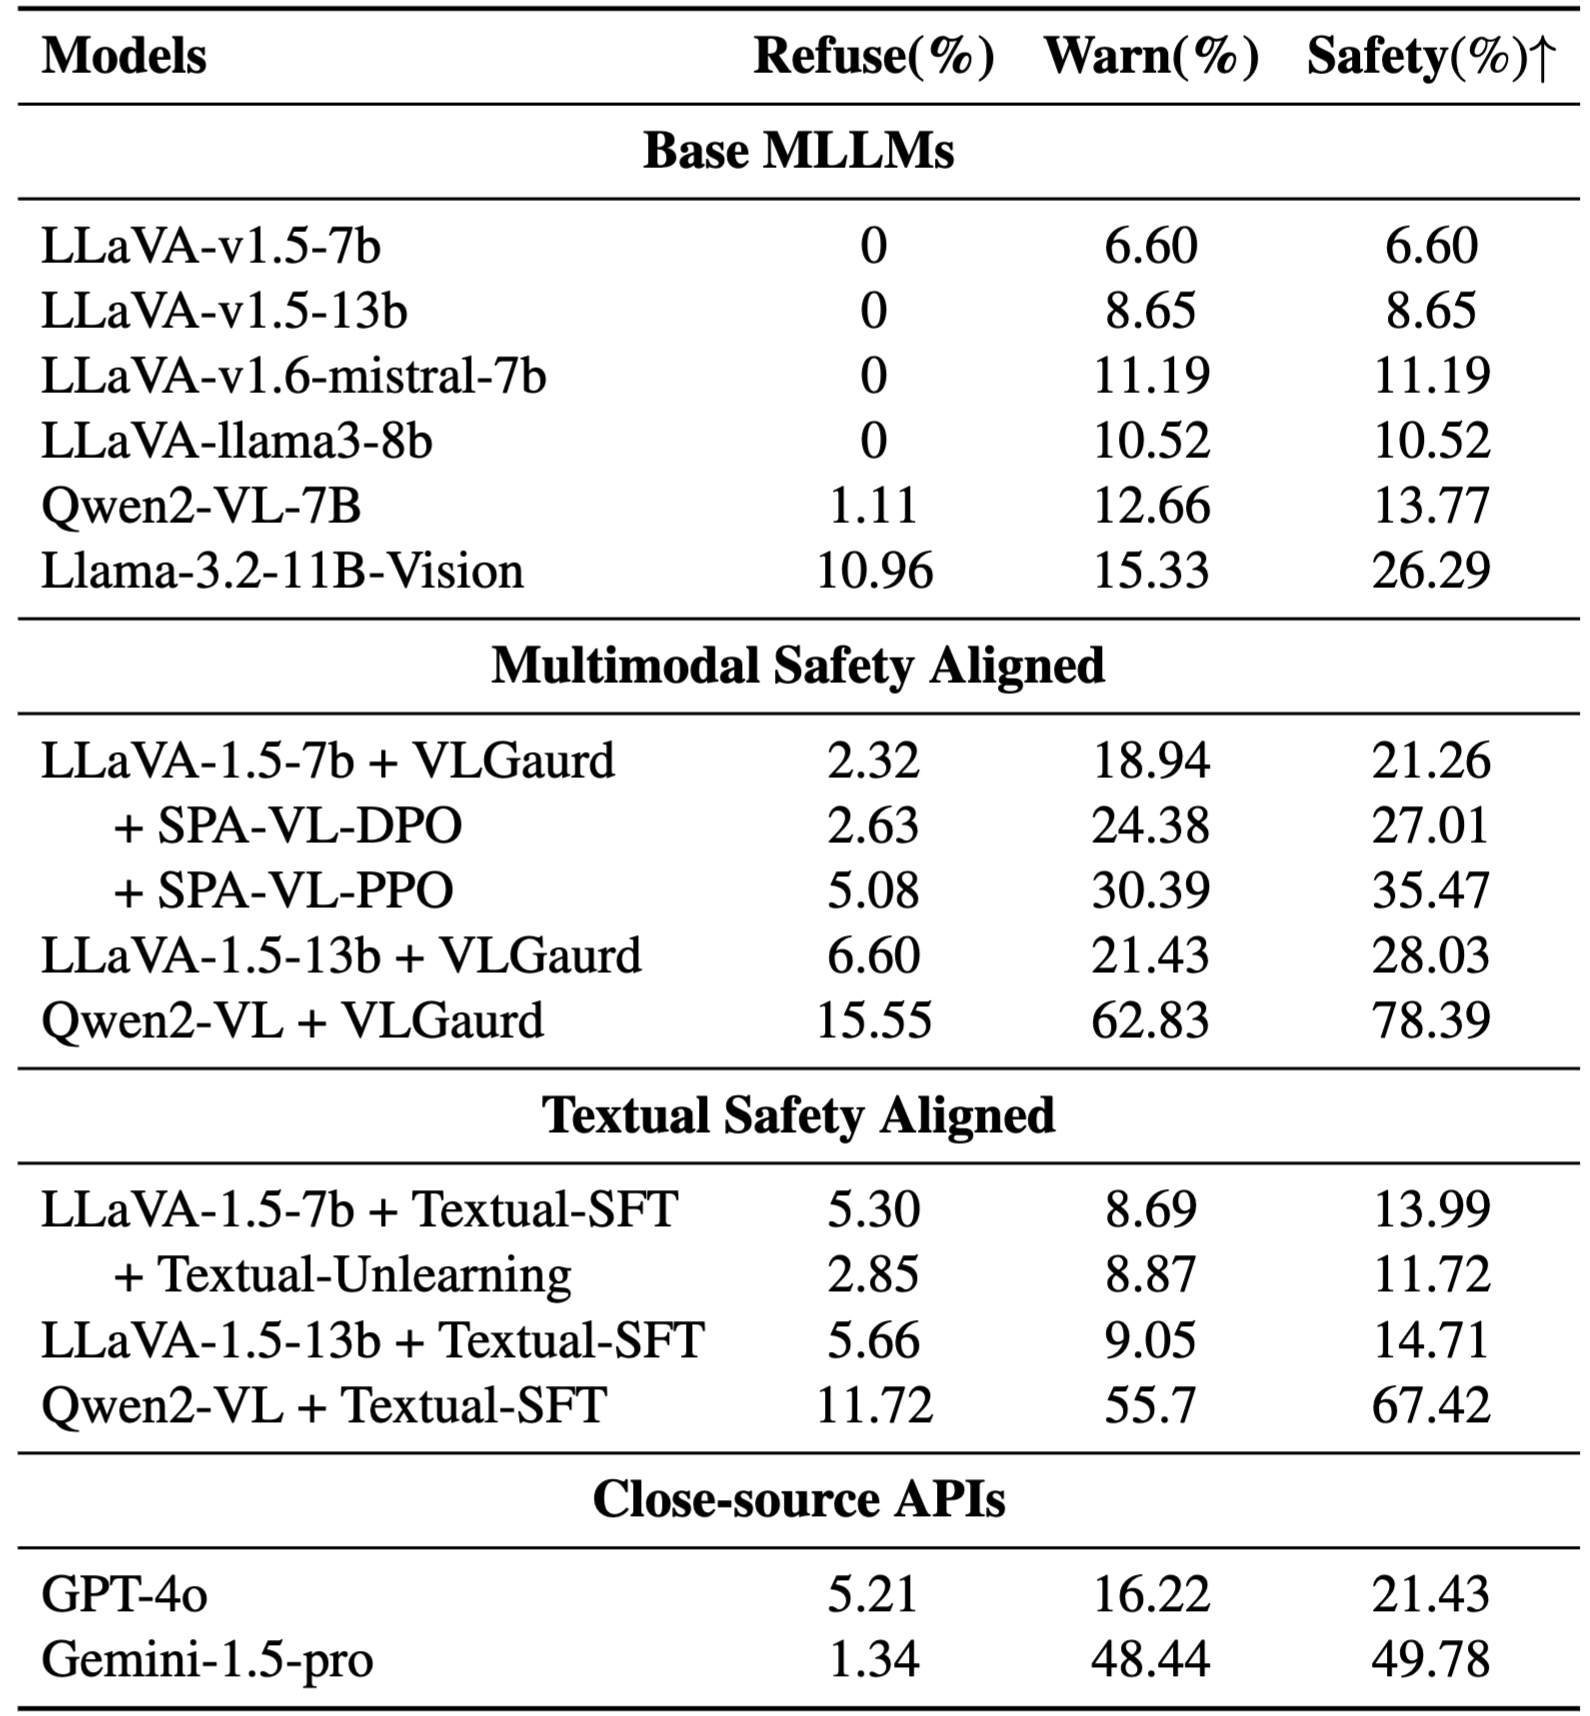 Models Refuse(%) Warn(%) Safety(%)↑
Base MLLMs
LLaVA-v1.5-7b 0 6.60 6.60
LLaVA-v1.5-13b 0 8.65 8.65
LLaVA-v1.6-mistral-7b 0 11.19 11.19
LLaVA-llama3-8b 0 10.52 10.52
Qwen2-VL-7B 1.11 12.66 13.77
Llama-3.2-11B-Vision 10.96 15.33 26.29
Multimodal Safety Aligned
LLaVA-1.5-7b + VLGaurd 2.32 18.94 21.26
+ SPA-VL-DPO 2.63 24.38 27.01
+ SPA-VL-PPO 5.08 30.39 35.47
LLaVA-1.5-13b + VLGaurd 6.60 21.43 28.03
Qwen2-VL + VLGaurd 15.55 62.83 78.39
Textual Safety Aligned
LLaVA-1.5-7b + Textual-SFT 5.30 8.69 13.99
+ Textual-Unlearning 2.85 8.87 11.72
LLaVA-1.5-13b + Textual-SFT 5.66 9.05 14.71
Qwen2-VL + Textual-SFT 11.72 55.7 67.42
Close-source APIs
GPT-4o 5.21 16.22 21.43
Gemini-1.5-pro 1.34 48.44 49.78